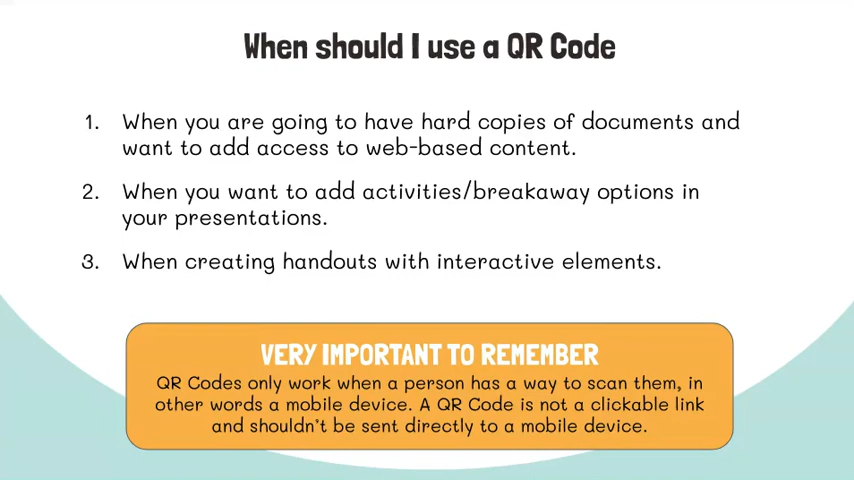 When should I use a QR Code
1. When you are going to have hard copies of documents and
want to add access to web-based content.
2. When you want to add activities/breakaway options in
your presentations.
3. When creating handouts with interactive elements.
VERY IMPORTANT TO REMEMBER
QR Codes only work when a person has a way to scan them, in
other words a mobile device. A QR Code is not a clickable link
and shouldn't be sent directly to a mobile device.